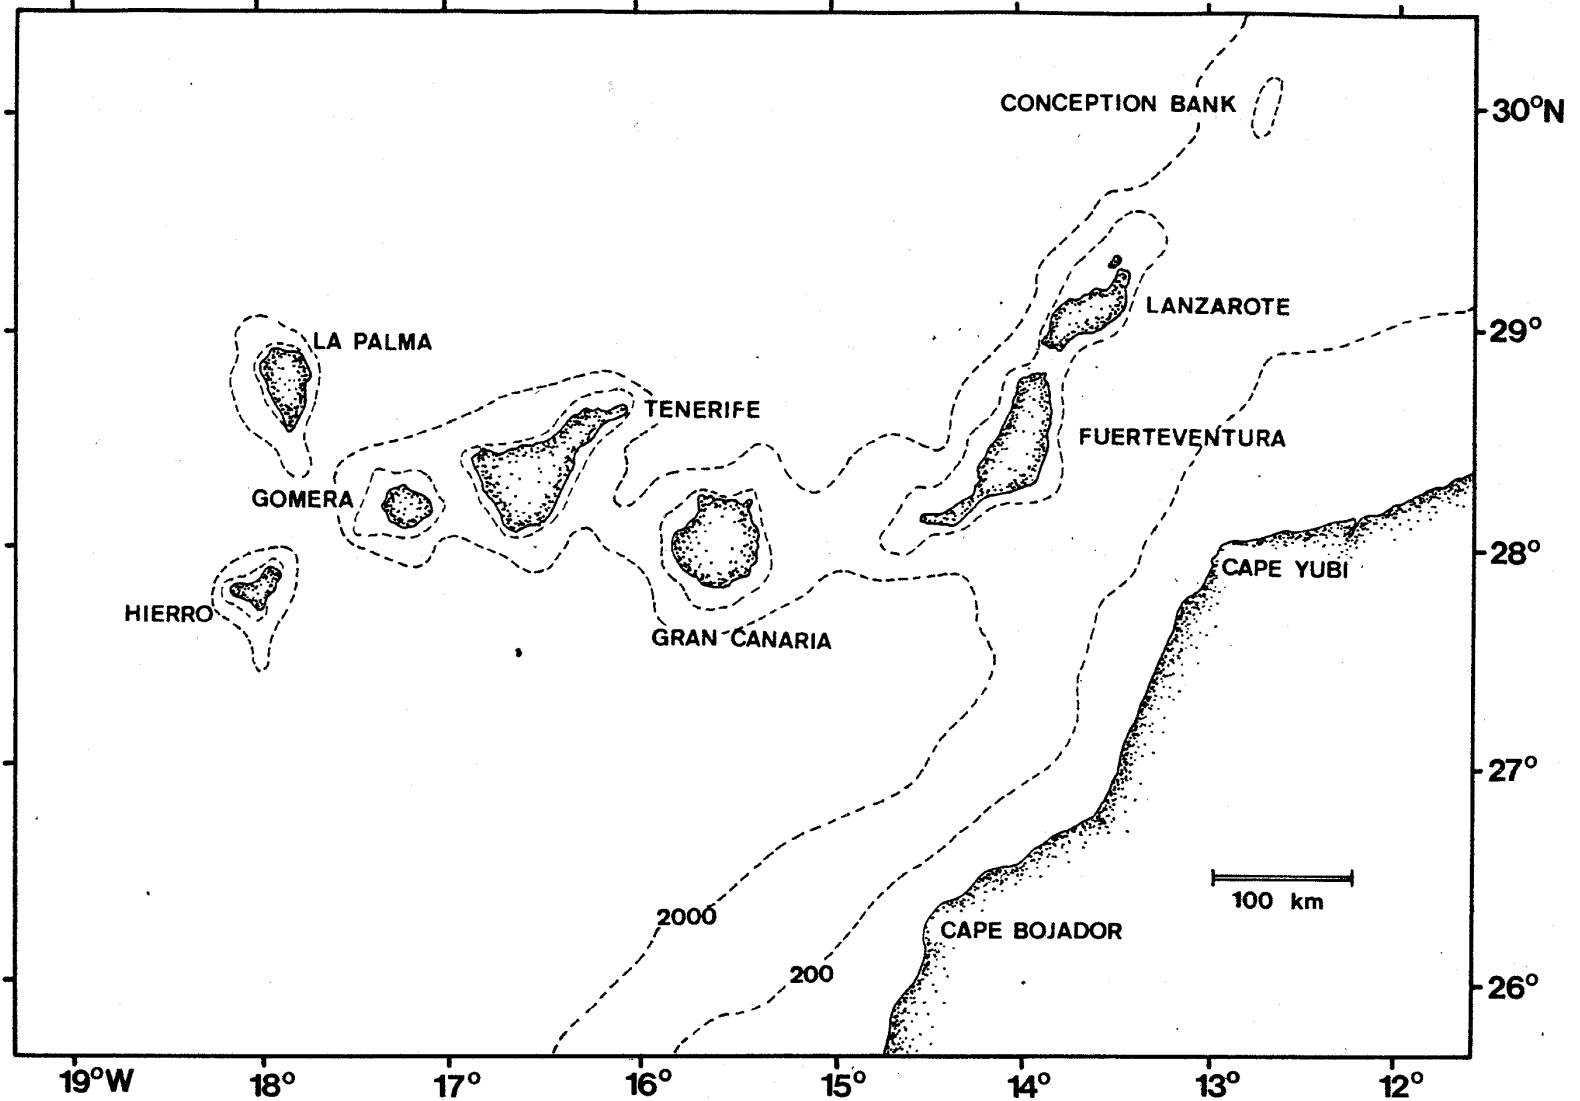 CONCEPTION BANK
30°N
LANZAROTE
29°
LA PALMA
TENERIFE
FUERTEVENTURA
GOMERA
28°
CAPE YUBI
HIERRO
GRAN CANARIA
27°
100 km
2000
CAPE BOJADOR
200
26°
19°W 18° 17° 16° 15° 14° 13° 12°